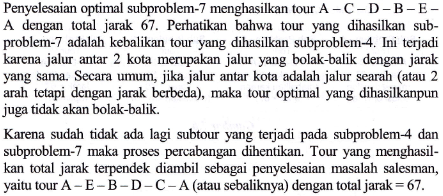 Penyelesaian optimal subproblem-7 menghasilkan tour A – C – D – B – E –
A dengan total jarak 67. Perhatikan bahwa tour yang dihasilkan sub-
problem-7 adalah kebalikan tour yang dihasilkan subproblem-4. Ini terjadi
karena jalur antar 2 kota merupakan jalur yang bolak-balik dengan jarak
yang sama. Secara umum, jika jalur antar kota adalah jalur searah (atau 2
arah tetapi dengan jarak berbeda), maka tour optimal yang dihasilkanpun
juga tidak akan bolak-balik.
Karena sudah tidak ada lagi subtour yang terjadi pada subproblem-4 dan
subproblem-7 maka proses percabangan dihentikan. Tour yang menghasil-
kan total jarak terpendek diambil sebagai penyelesaian masalah salesman,
yaitu tour A – E – B – D – C – A (atau sebaliknya) dengan total jarak = 67.